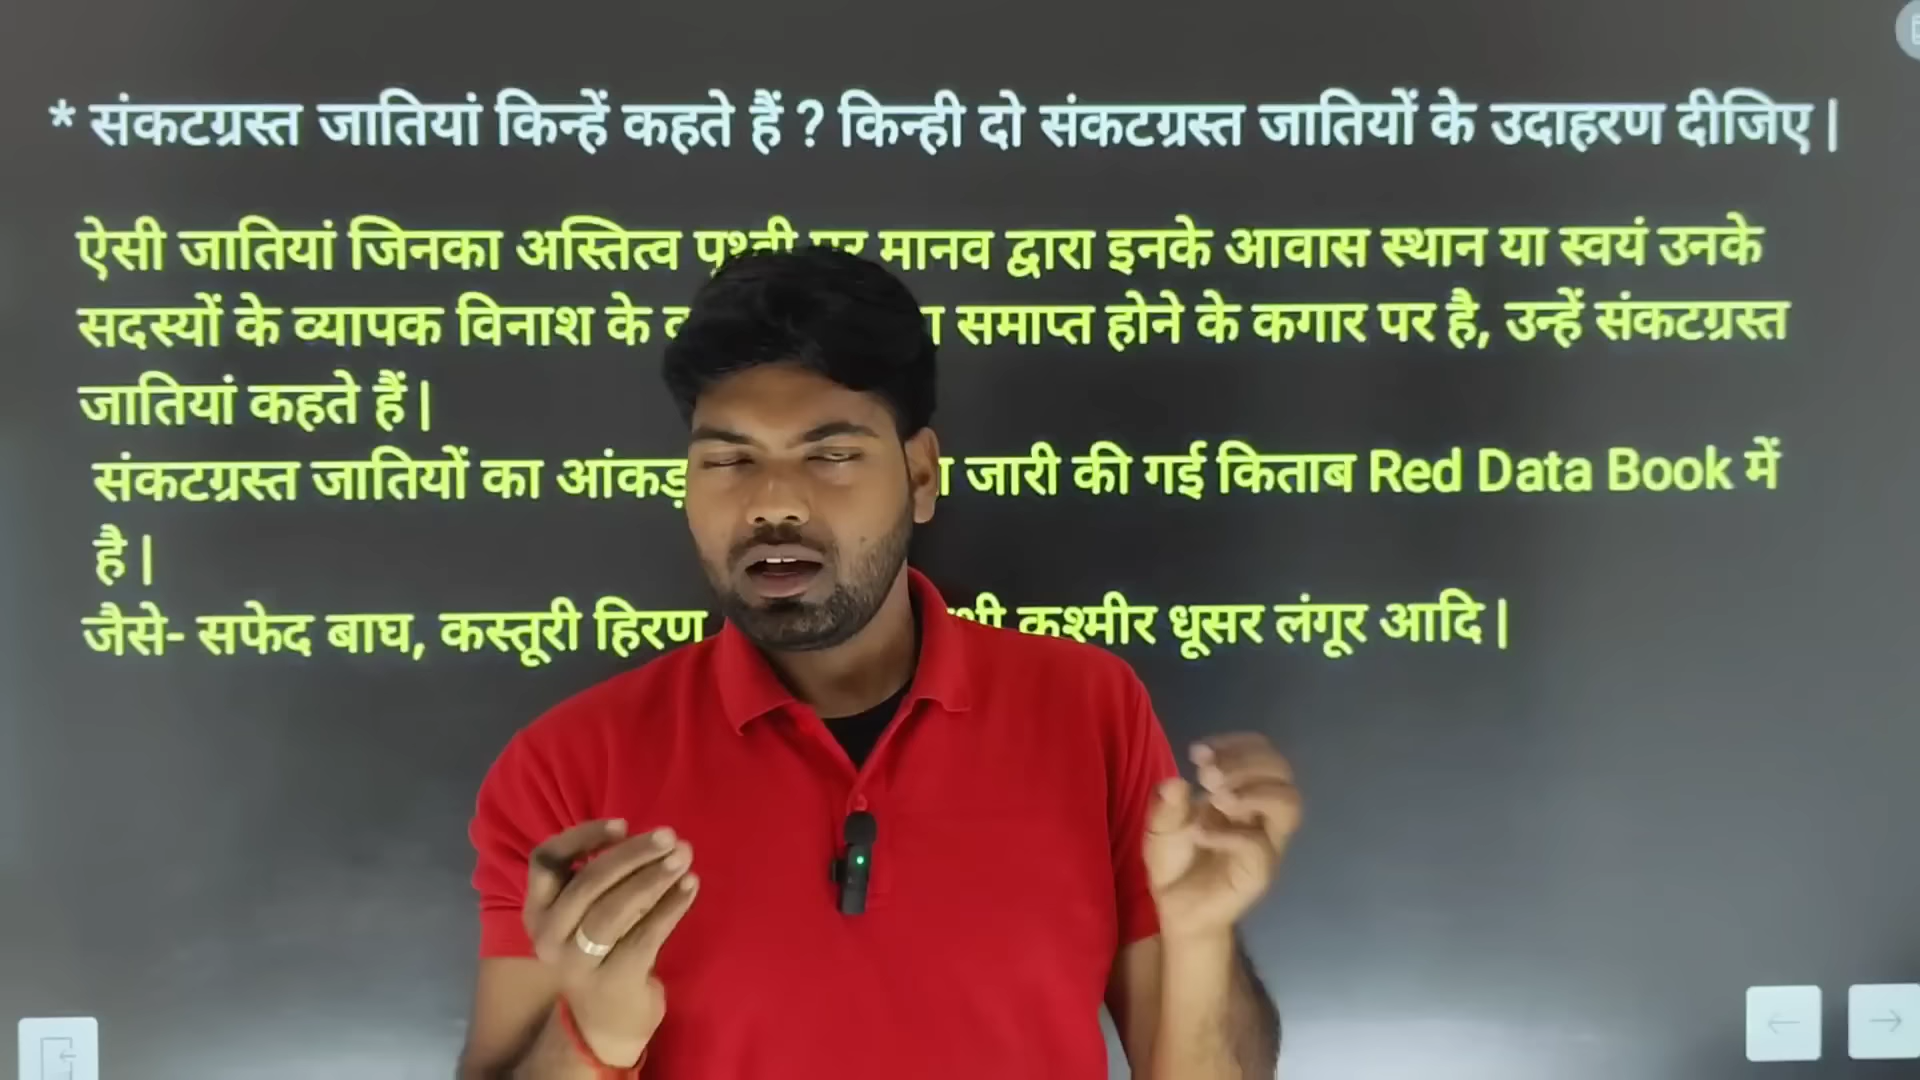 * संकटग्रस्त जातियां किन्हें कहते हैं ? किन्ही दो संकटग्रस्त जातियों के उदाहरण दीजिए |
ऐसी जातियां जिनका अस्तित्व पृथ्वी पर मानव द्वारा इनके आवास स्थान या स्वयं उनके
सदस्यों के व्यापक विनाश के समाप्त होने के कगार पर है, उन्हें संकटग्रस्त
जातियां कहते हैं |
संकटग्रस्त जातियों का जारी की गई किताब Red Data Book में
है |
जैसे- सफेद बाघ, कस्तूरी हिरण कश्मीर धूसर लंगूर आदि |